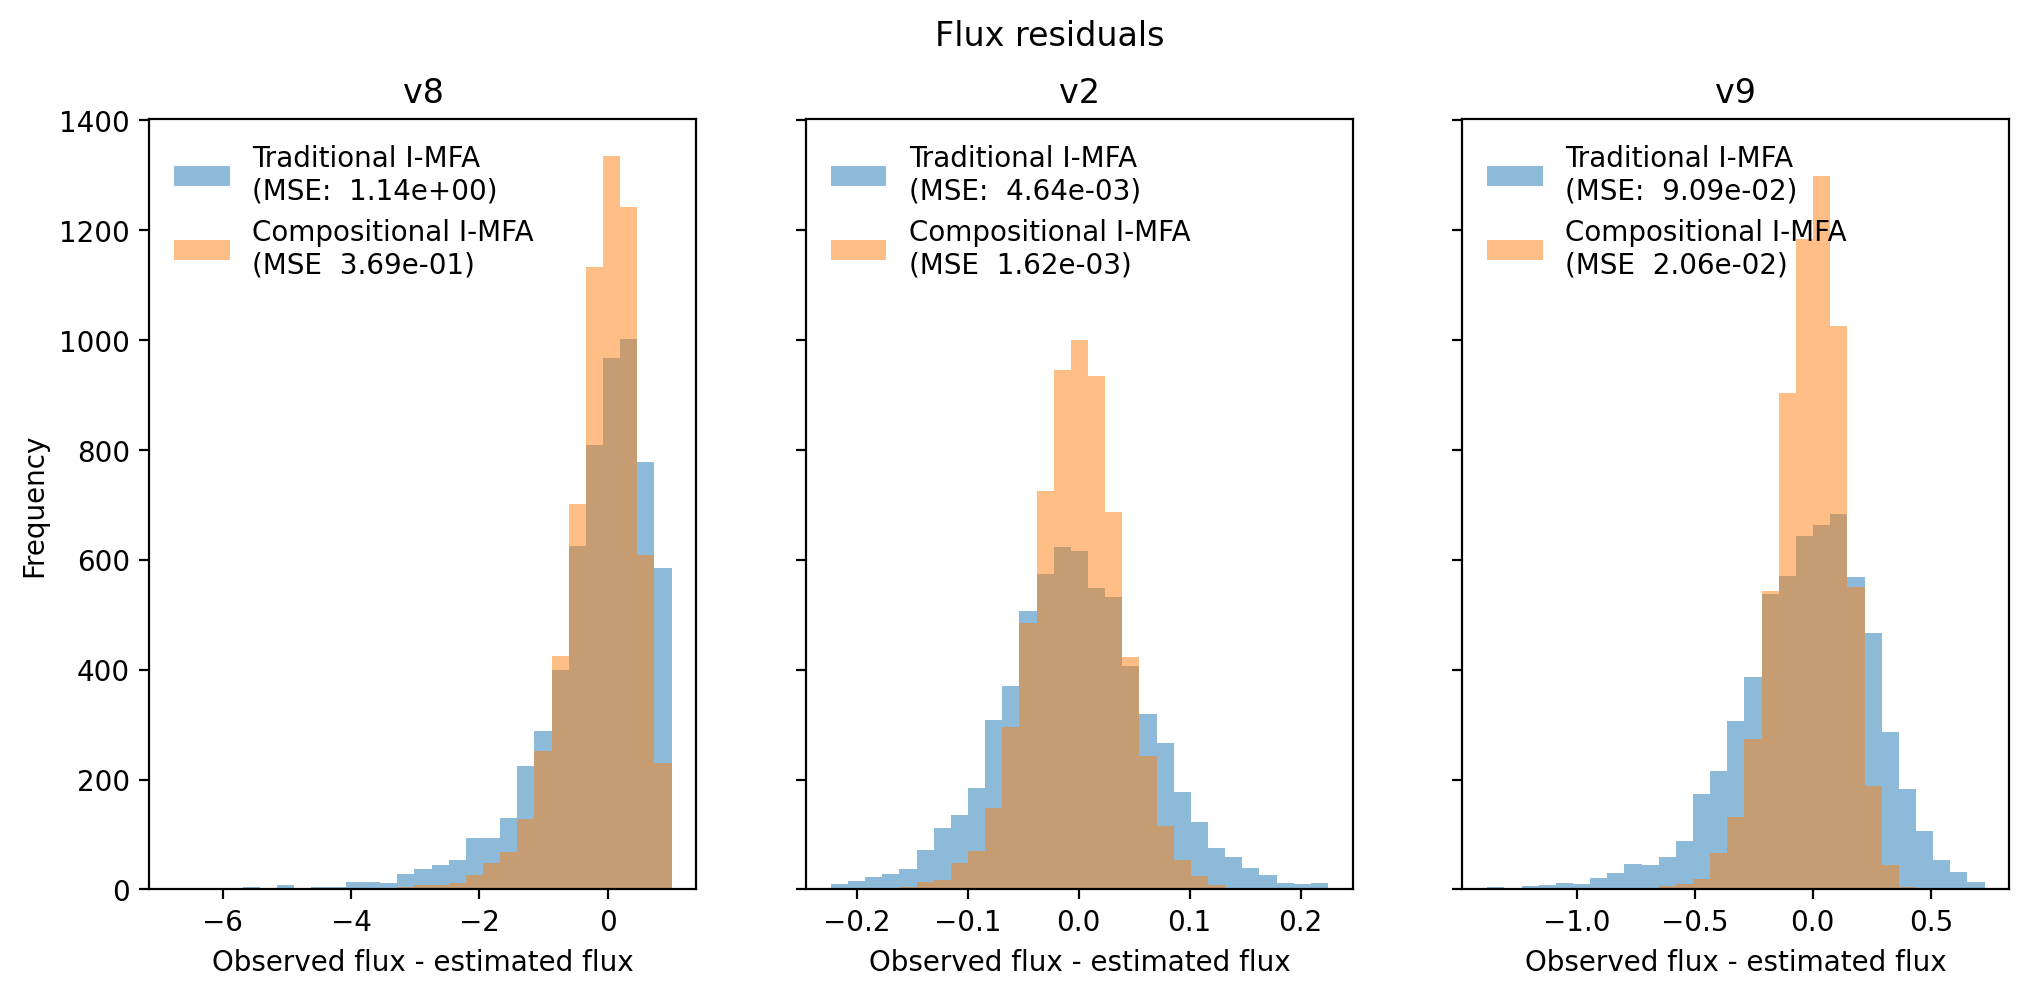 Flux residuals
v8
1400
1200
1000
800
600
400
200
0
Frequency
Traditional I-MFA
(MSE:  1.14e+00)
Compositional I-MFA
(MSE  3.69e-01)
−6
−4
−2
0
Observed flux - estimated flux
v2
Traditional I-MFA
(MSE:  4.64e-03)
Compositional I-MFA
(MSE  1.62e-03)
−0.2
−0.1
0.0
0.1
0.2
Observed flux - estimated flux
v9
Traditional I-MFA
(MSE:  9.09e-02)
Compositional I-MFA
(MSE  2.06e-02)
−1.0
−0.5
0.0
0.5
Observed flux - estimated flux